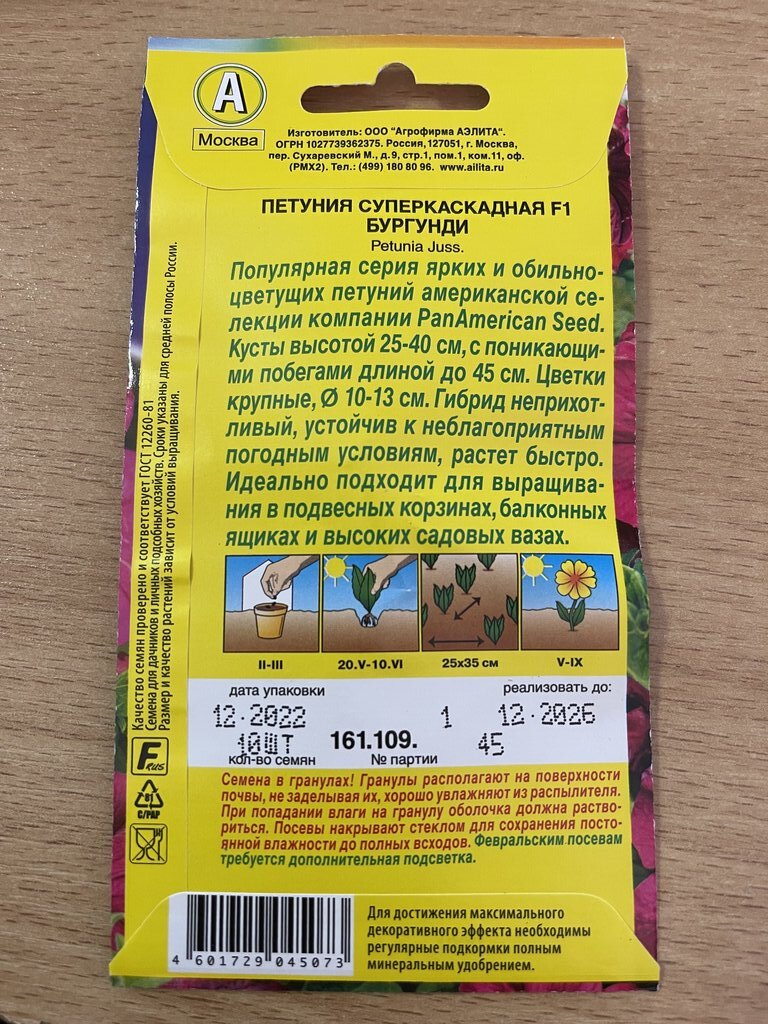 А
Москва
Изготовитель: ООО "Агрофирма АЭЛИТА".
ОГРН 1027739362375. Россия,127051, г. Москва,
пер. Сухаревский М., д.9, стр.1, пом.1, ком.11, оф.
(РМХ2). Тел.: (499) 180 80 96. www.ailita.ru
ПЕТУНИЯ СУПЕРКАСКАДНАЯ F1
БУРГУНДИ
Petunia Juss.
Популярная серия ярких и обильно-
цветущих петуний американской се-
лекции компании PanAmerican Seed.
Кусты высотой 25-40 см, с поникающи-
ми побегами длиной до 45 см. Цветки
крупные, Ø 10-13 см. Гибрид неприхот-
ливый, устойчив к неблагоприятным
погодным условиям, растет быстро.
Идеально подходит для выращива-
ния в подвесных корзинах, балконных
ящиках и высоких садовых вазах.
Качество семян проверено и соответствует ГОСТ 12260-81
Семена для дачников и личных подсобных хозяйств. Сроки указаны для средней полосы России.
Размер и качество растений зависит от условий выращивания.
II-III
20.V-10.VI
25x35 см
V-IX
дата упаковки
реализовать до:
12.2022
1
12.2026
10ШТ
161.109.
45
кол-во семян
№ партии
F RUS
81
C/PAP
Семена в гранулах! Гранулы располагают на поверхности
почвы, не заделывая их, хорошо увлажняют из распылителя.
При попадании влаги на гранулу оболочка должна раство-
риться. Посевы накрывают стеклом для сохранения посто-
янной влажности до полных всходов. Февральским посевам
требуется дополнительная подсветка.
4 601729 045073
Для достижения максимального
декоративного эффекта необходимы
регулярные подкормки полным
минеральным удобрением.